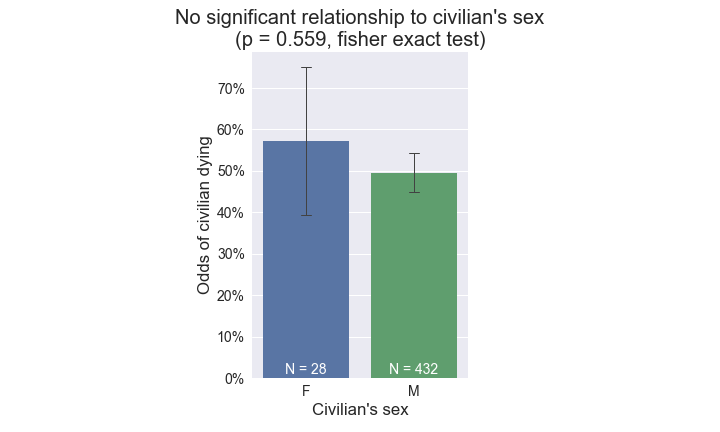 No significant relationship to civilian's sex
(p = 0.559, fisher exact test)
Odds of civilian dying
70%
60%
50%
40%
30%
20%
10%
0%
N = 28
N = 432
F
M
Civilian's sex